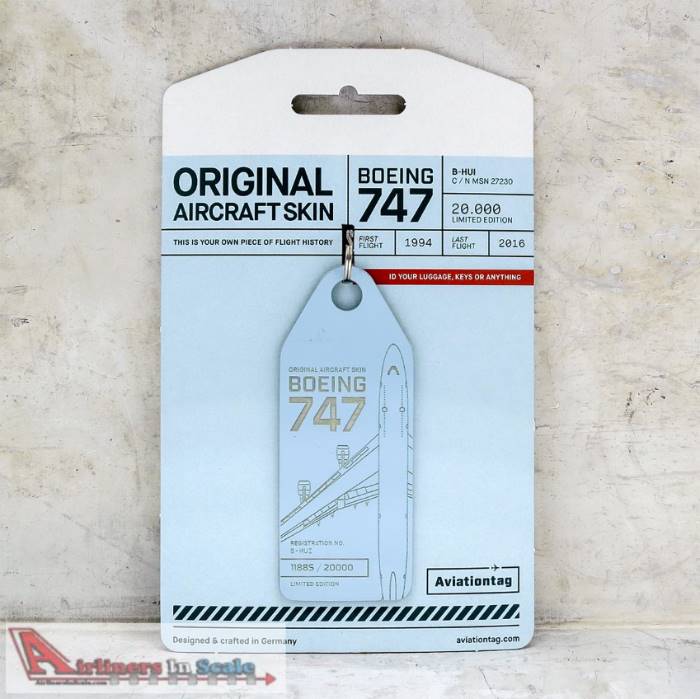 ORIGINAL
AIRCRAFT SKIN
BOEING
747
B-HUI
C / N MSN 27230
20.000
LIMITED EDITION
THIS IS YOUR OWN PIECE OF FLIGHT HISTORY
FIRST
FLIGHT
1994
LAST
FLIGHT
2016
ID YOUR LUGGAGE, KEYS OR ANYTHING
ORIGINAL AIRCRAFT SKIN
BOEING
747
REGISTRATION NO.
B-HUI
11885 / 20000
LIMITED EDITION
Aviationtag
Designed & crafted in Germany
aviationtag.com
Airliners In Scale
AirlinersInScale.com